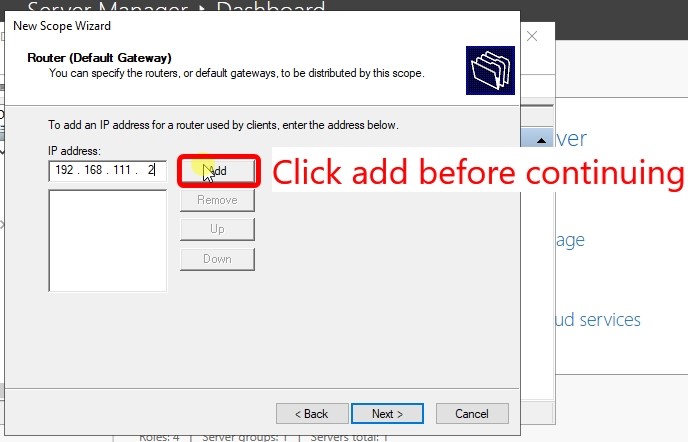 Server Manager ▸ Dashboard
New Scope Wizard
Router (Default Gateway)
You can specify the routers, or default gateways, to be distributed by this scope.
To add an IP address for a router used by clients, enter the address below.
IP address:
192 . 168 . 111 . 2
Add
Click add before continuing
Remove
Up
Down
ver
age
ud services
< Back
Next >
Cancel
Roles: 4 | Server groups: 1 | Servers total: 1